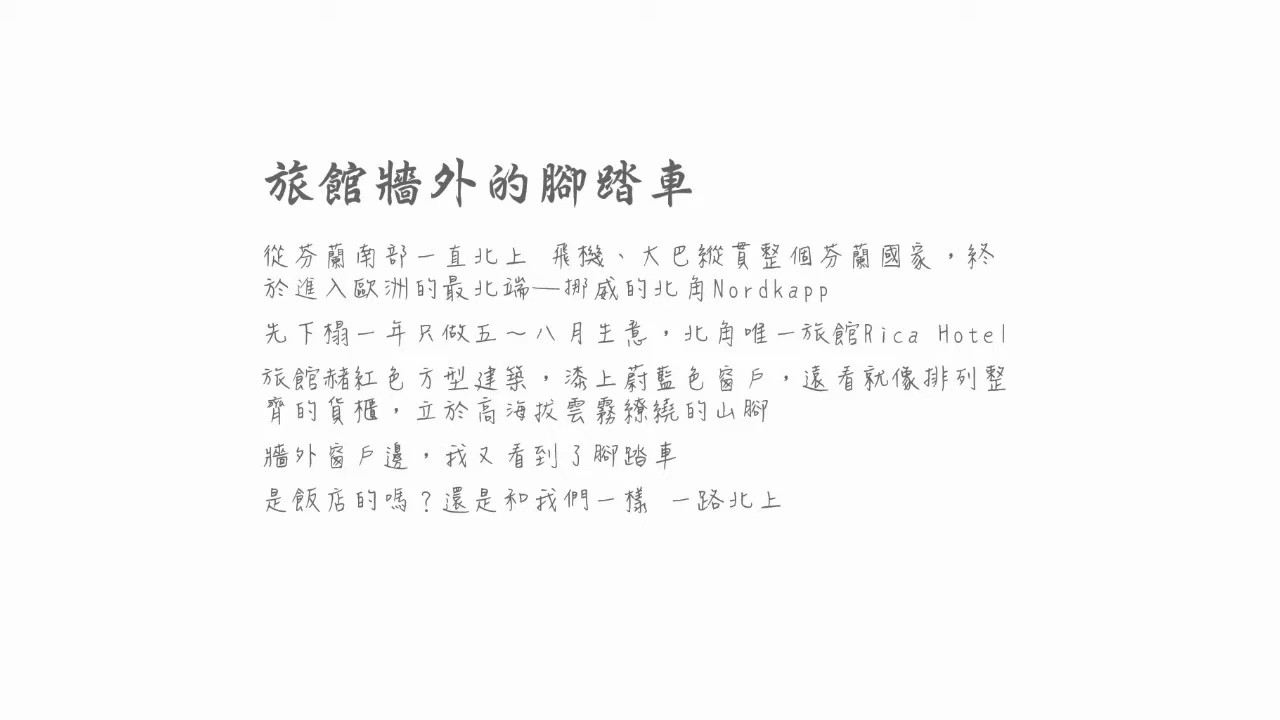 旅館牆外的腳踏車
從芬蘭南部一直北上 飛機、大巴縱貫整個芬蘭國家，終
於進入歐洲的最北端—挪威的北角Nordkapp
先下榻一年只做五～八月生意，北角唯一旅館Rica Hotel
旅館赭紅色方型建築，漆上蔚藍色窗戶，遠看就像排列整
齊的貨櫃，立於高海拔雲霧繚繞的山腳
牆外窗戶邊，我又看到了腳踏車
是飯店的嗎？還是和我們一樣 一路北上